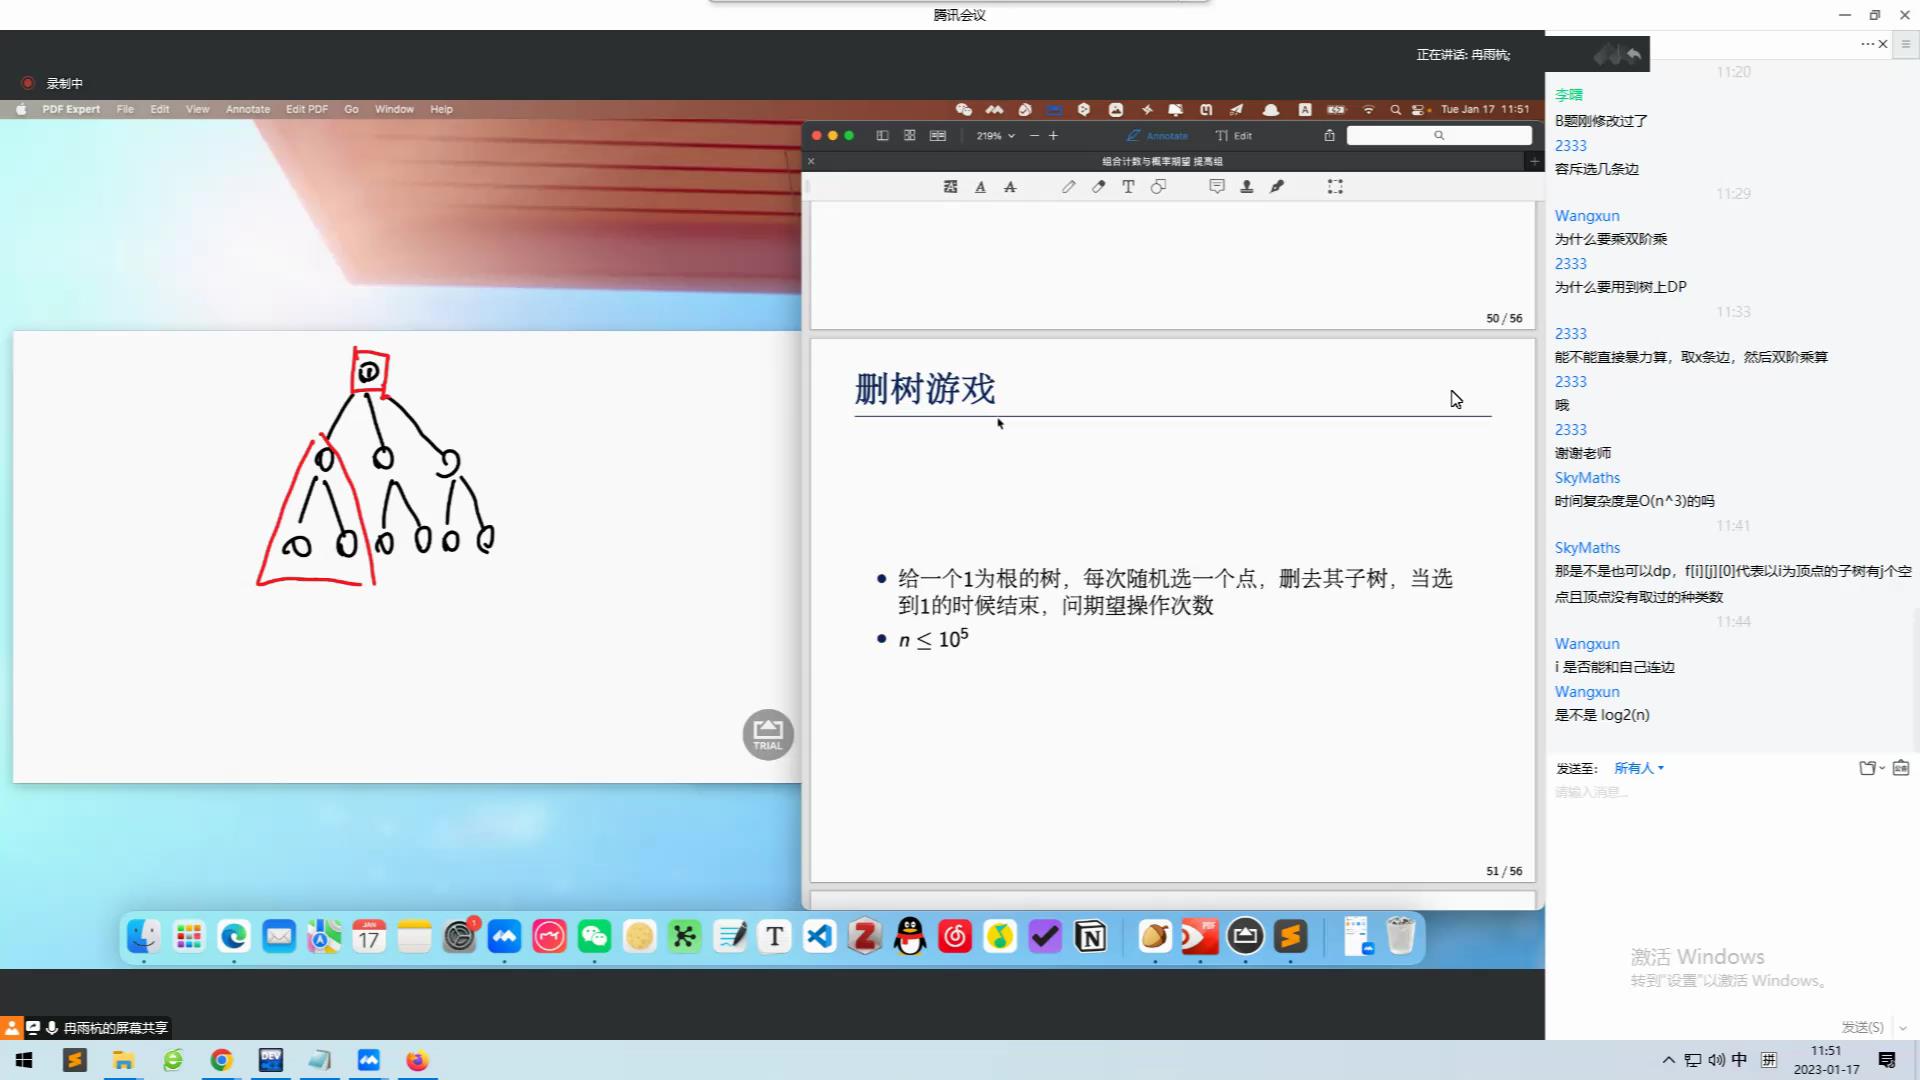 腾讯会议
正在讲话: 冉雨杭;
录制中
PDF Expert File Edit View Annotate Edit PDF Go Window Help
Tue Jan 17 11:51
219%
Annotate
Edit
组合计数与概率期望 提高组
50 / 56
删树游戏
给一个1为根的树，每次随机选一个点，删去其子树，当选
到1的时候结束，问期望操作次数
n ≤ 10⁵
51 / 56
TRIAL
JAN
17
冉雨杭的屏幕共享
11:20
李曙
B题刚修改过了
2333
容斥选几条边
11:29
Wangxun
为什么要乘双阶乘
2333
为什么要用到树上DP
11:33
2333
能不能直接暴力算，取x条边，然后双阶乘算
2333
哦
2333
谢谢老师
SkyMaths
时间复杂度是O(n^3)的吗
11:41
SkyMaths
那是不是也可以dp，f[i][j][0]代表以i为顶点的子树有j个空
点且顶点没有取过的种类数
11:44
Wangxun
i 是否能和自己连边
Wangxun
是不是 log2(n)
发送至: 所有人
请输入消息...
激活 Windows
转到"设置"以激活 Windows。
发送(S)
中
拼
11:51
2023-01-17